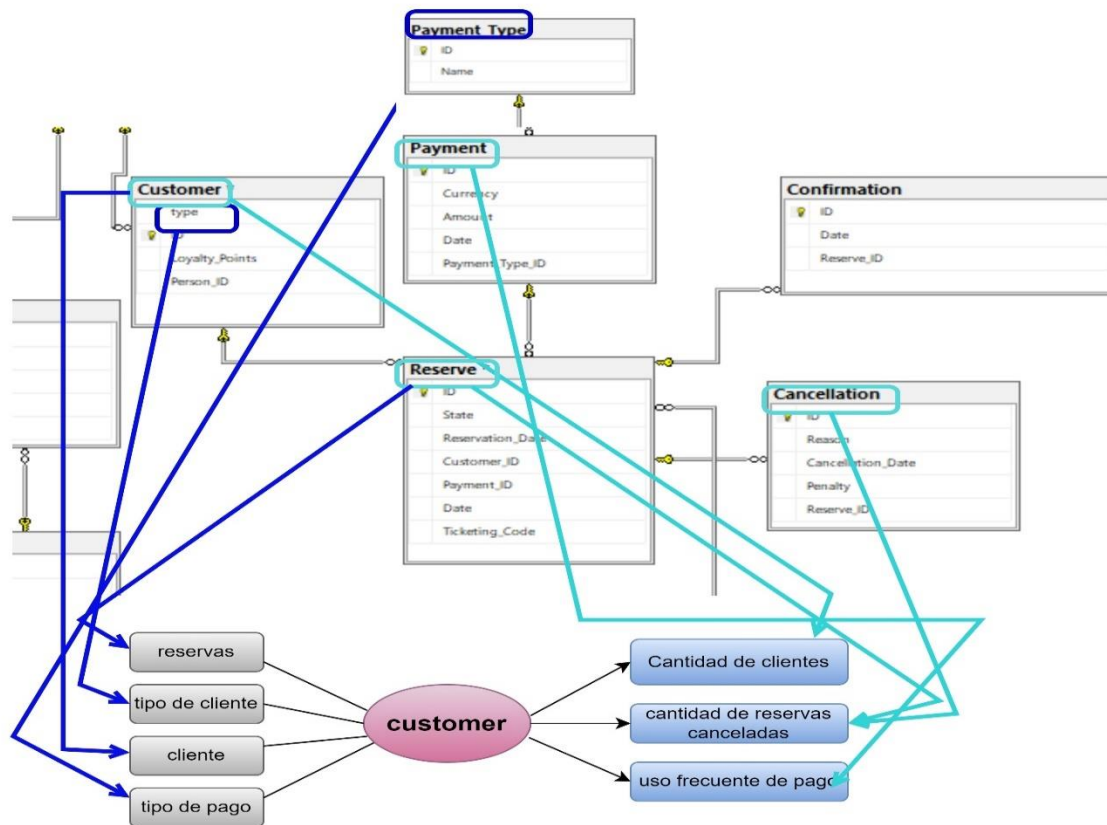 Payment_Type
ID
Name
Payment
ID
Currency
Amount
Date
Payment_Type_ID
Customer
type
ID
Loyalty_Points
Person_ID
Confirmation
ID
Date
Reserve_ID
Reserve
ID
State
Reservation_Date
Customer_ID
Payment_ID
Date
Ticketing_Code
Cancellation
ID
Reason
Cancellation_Date
Penalty
Reserve_ID
reservas
tipo de cliente
cliente
tipo de pago
customer
Cantidad de clientes
cantidad de reservas
canceladas
uso frecuente de pago